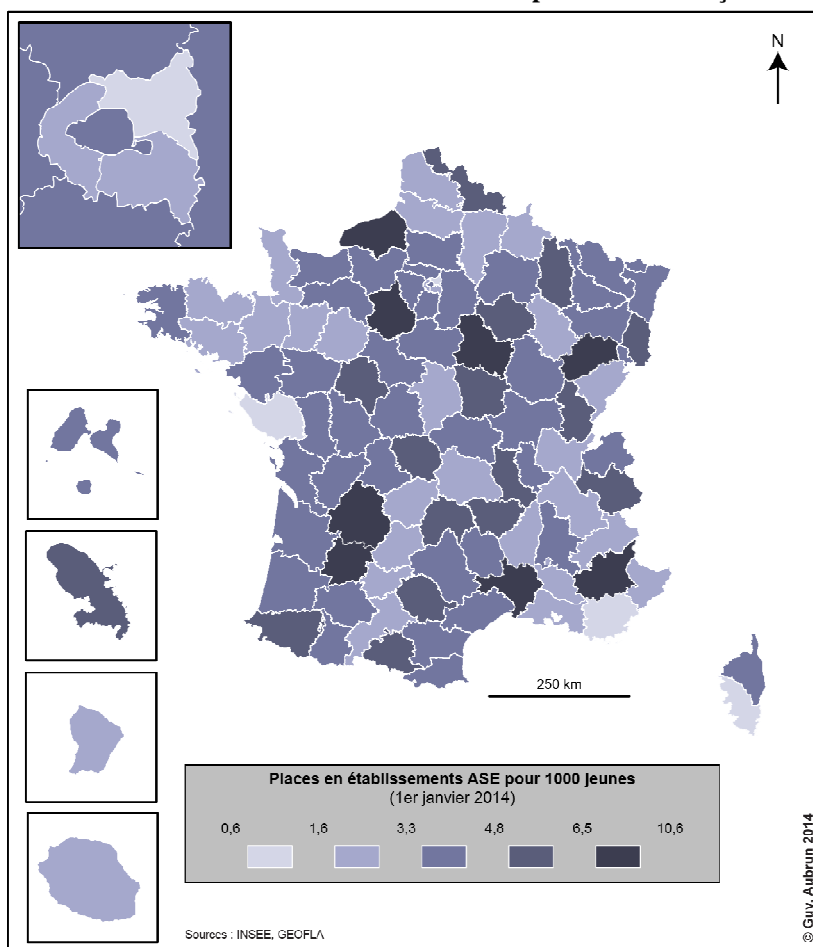 N
250 km
Places en établissements ASE pour 1000 jeunes
(1er janvier 2014)
0,6 1,6 3,3 4,8 6,5 10,6
Sources : INSEE, GEOFLA
© Guy. Aubrun 2014